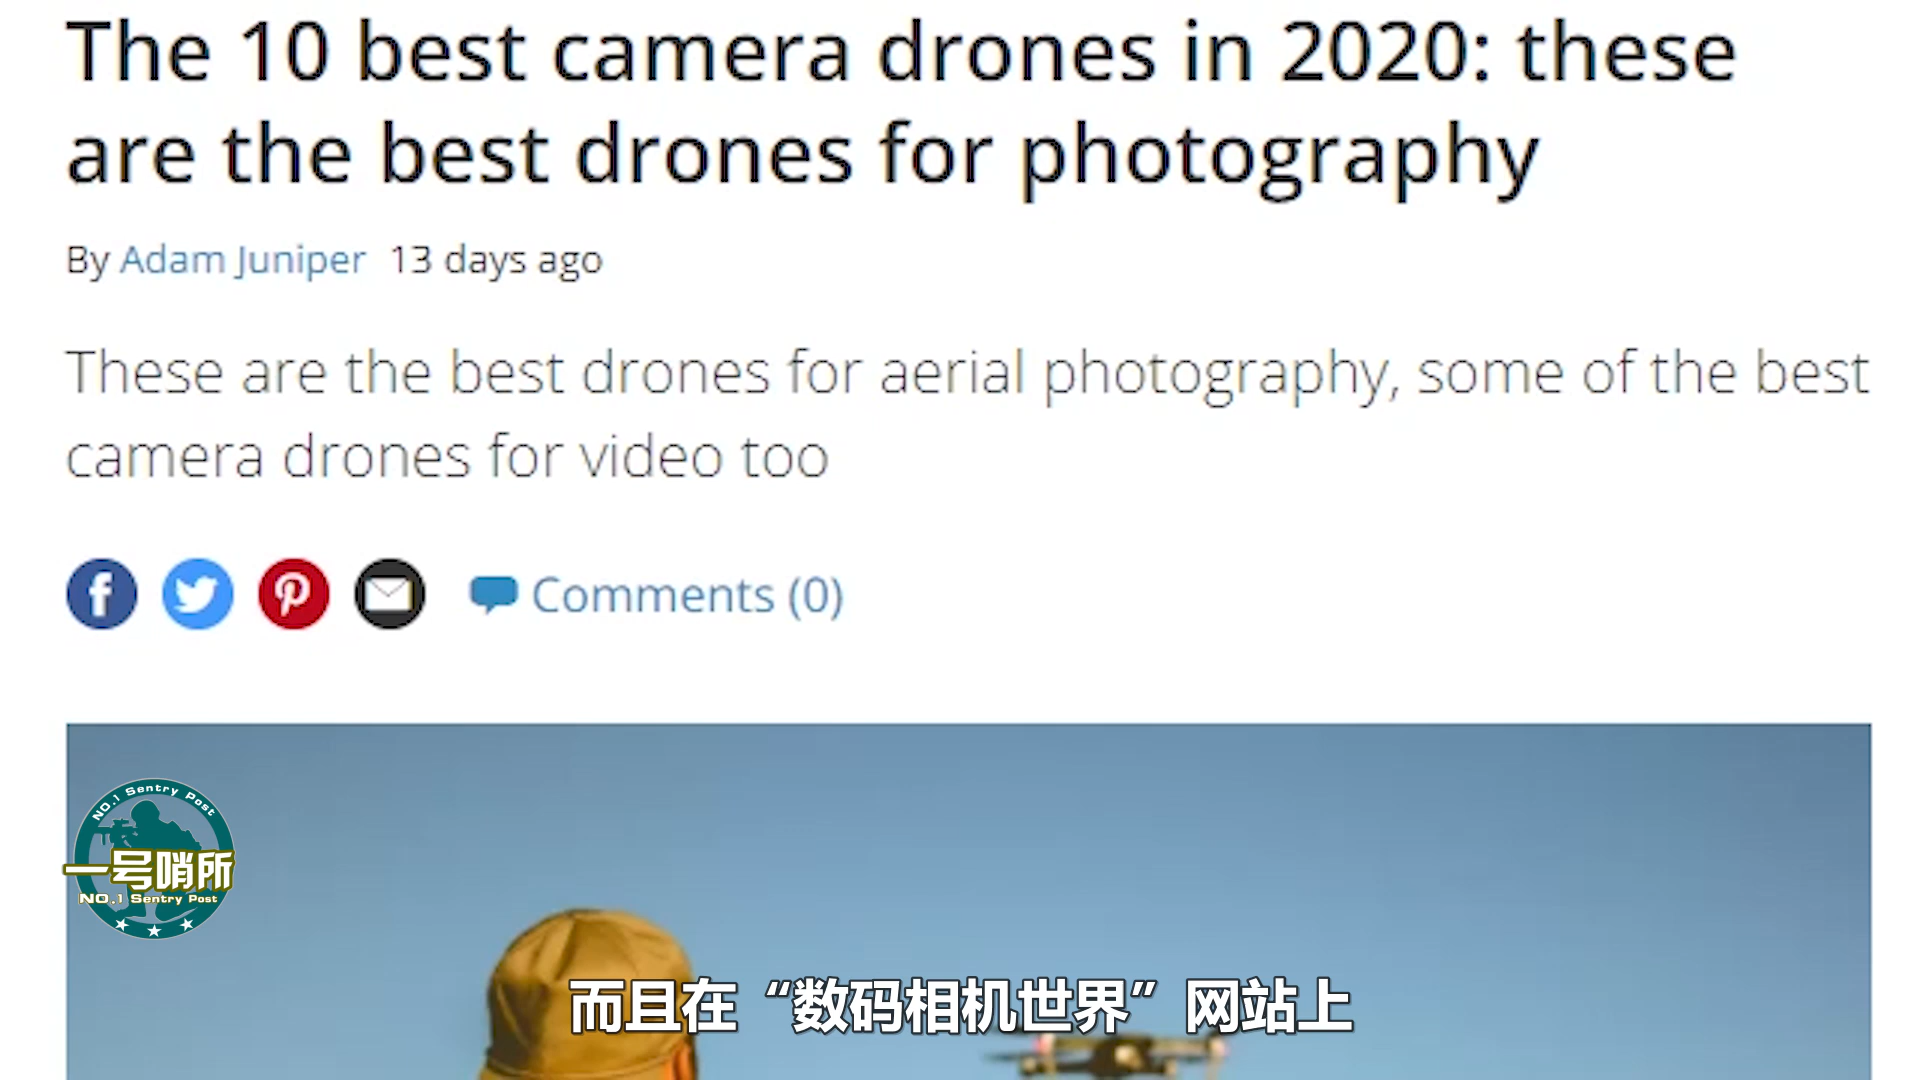 The 10 best camera drones in 2020: these
are the best drones for photography
By Adam Juniper 13 days ago
These are the best drones for aerial photography, some of the best
camera drones for video too
Comments (0)
NO.1 Sentry Post
一号哨所
NO.1 Sentry Post
而且在“数码相机世界”网站上